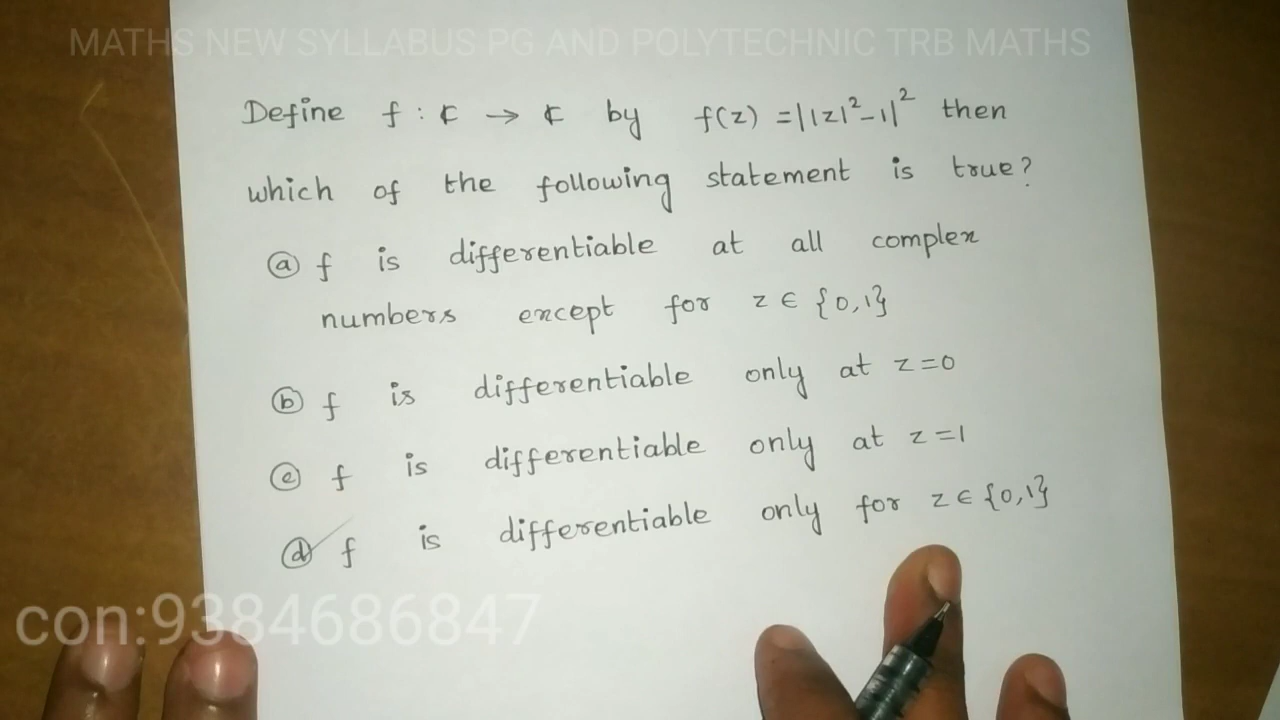 MATHS NEW SYLLABUS PG AND POLYTECHNIC TRB MATHS
Define f : ₵ → ₵ by f(z) = ||z|²-1|² then
which of the following statement is true?
ⓐ f is differentiable at all complex
numbers except for z ∈ {0,1}
ⓑ f is differentiable only at z=0
ⓒ f is differentiable only at z=1
ⓓ f is differentiable only for z ∈ {0,1}
con:9384686847